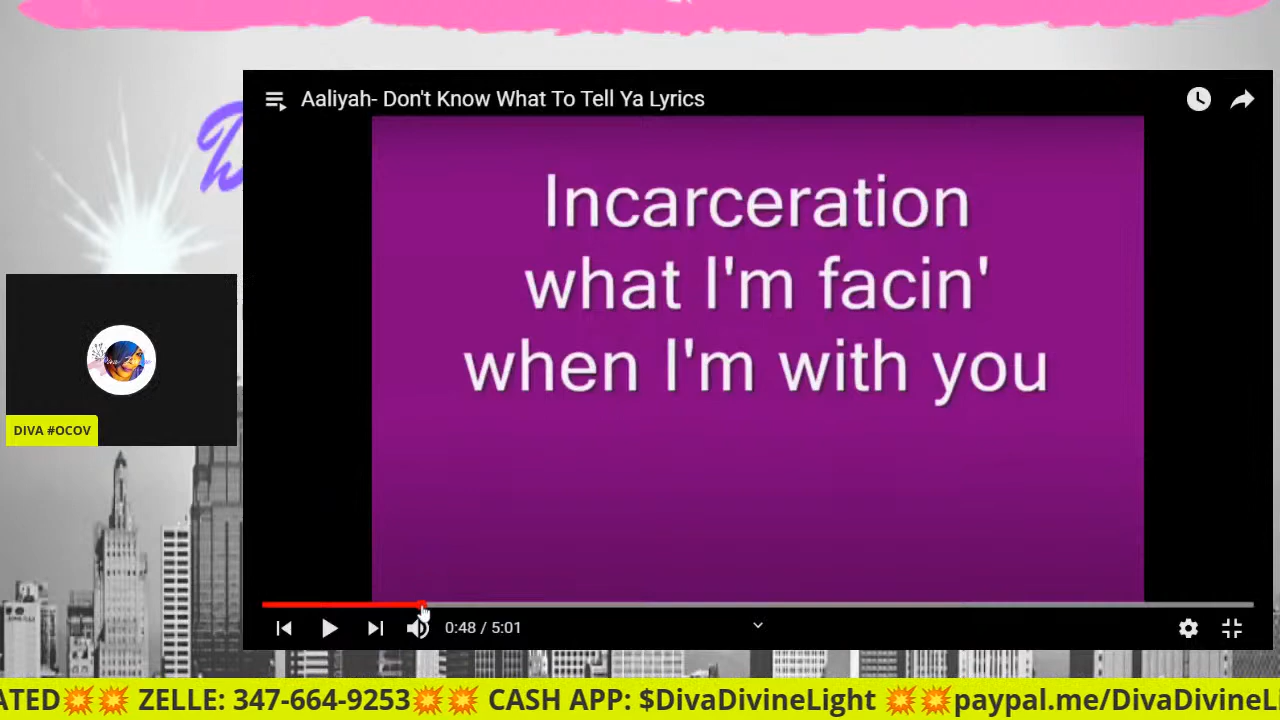 Aaliyah- Don't Know What To Tell Ya Lyrics
Incarceration
what I'm facin'
when I'm with you
DIVA #OCOV
0:48 / 5:01
ATED💥💥 ZELLE: 347-664-9253💥💥 CASH APP: $DivaDivineLight 💥💥paypal.me/DivaDivineL